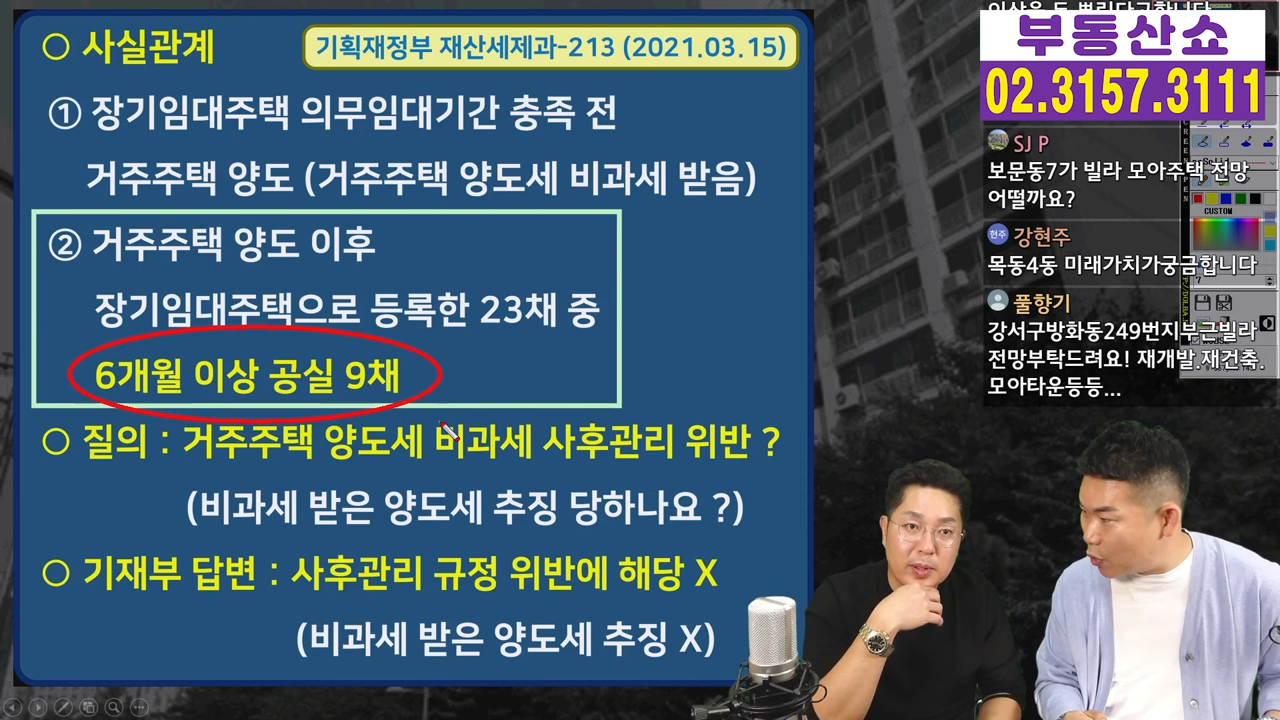 ○ 사실관계
기획재정부 재산세제과-213 (2021.03.15)
① 장기임대주택 의무임대기간 충족 전
거주주택 양도 (거주주택 양도세 비과세 받음)
② 거주주택 양도 이후
장기임대주택으로 등록한 23채 중
6개월 이상 공실 9채
○ 질의 : 거주주택 양도세 비과세 사후관리 위반 ?
(비과세 받은 양도세 추징 당하나요 ?)
○ 기재부 답변 : 사후관리 규정 위반에 해당 X
(비과세 받은 양도세 추징 X)
부동산쇼
02.3157.3111
SJ P
보문동7가 빌라 모아주택 전망
어떨까요?
현주 강현주
목동4동 미래가치가궁금합니다
풀향기
강서구방화동249번지부근빌라
전망부탁드려요! 재개발.재건축.
모아타운등등...
CUSTOM
7